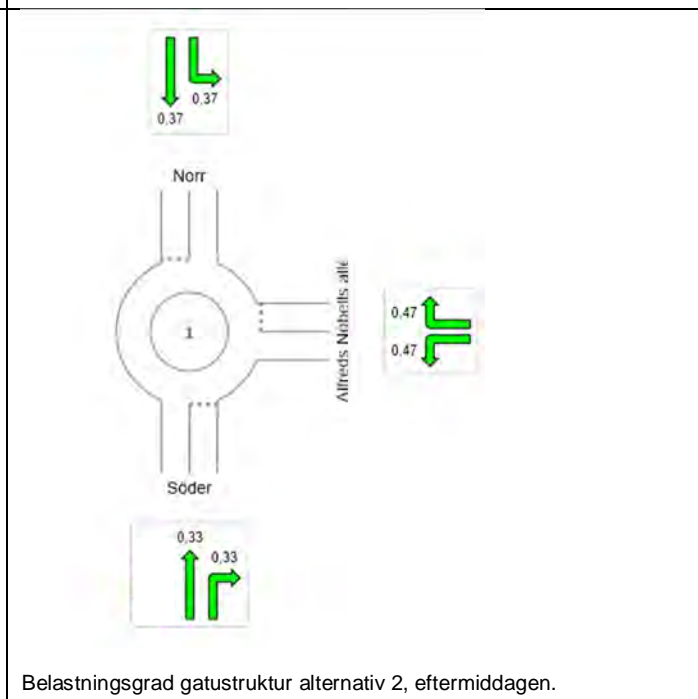 0,37
0,37
Norr
Alfreds Nobells allé
0,47
0,47
1
Söder
0,33
0,33
Belastningsgrad gatustruktur alternativ 2, eftermiddagen.